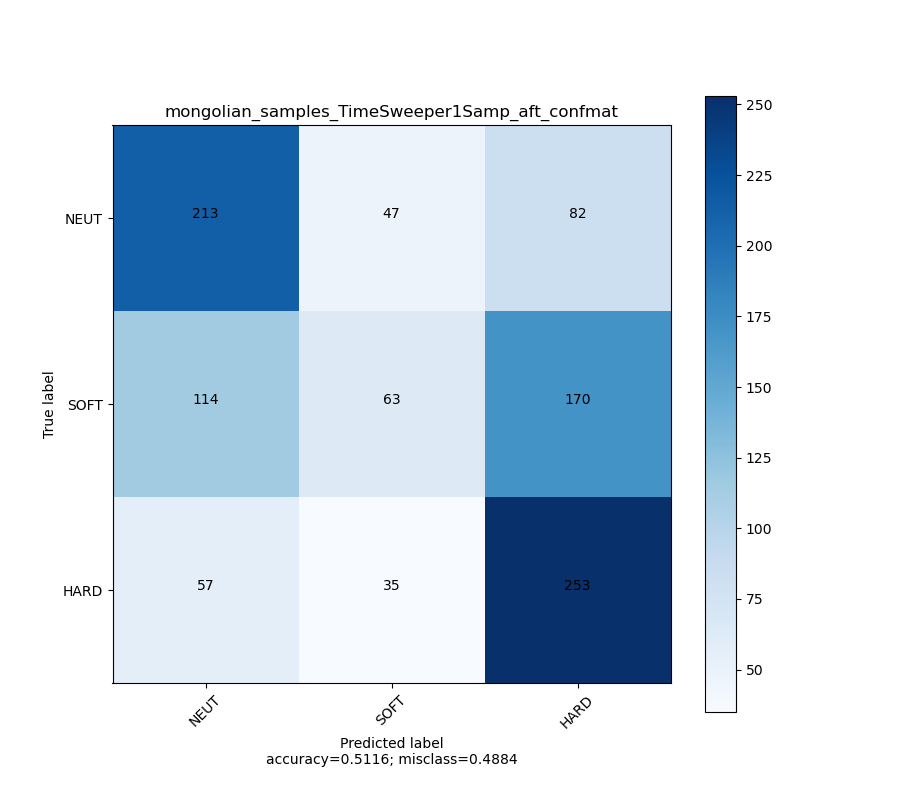 mongolian_samples_TimeSweeper1Samp_aft_confmat
250
225
200
175
150
125
100
75
50
NEUT
213
47
82
SOFT
114
63
170
HARD
57
35
253
True label
NEUT
SOFT
HARD
Predicted label
accuracy=0.5116; misclass=0.4884